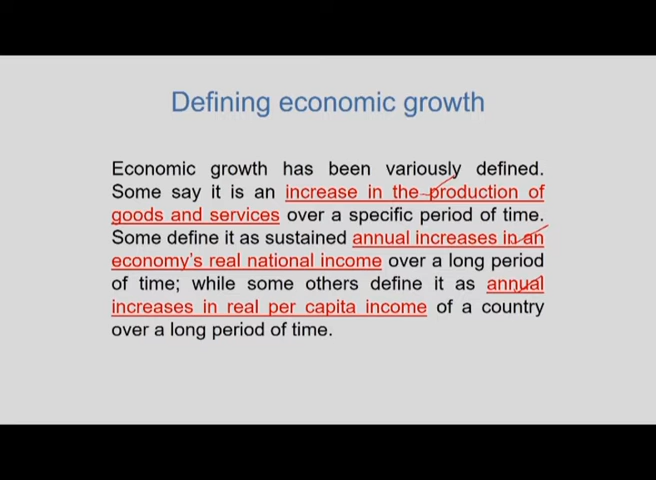 Defining economic growth
Economic growth has been variously defined.
Some say it is an increase in the production of
goods and services over a specific period of time.
Some define it as sustained annual increases in an
economy's real national income over a long period
of time; while some others define it as annual
increases in real per capita income of a country
over a long period of time.